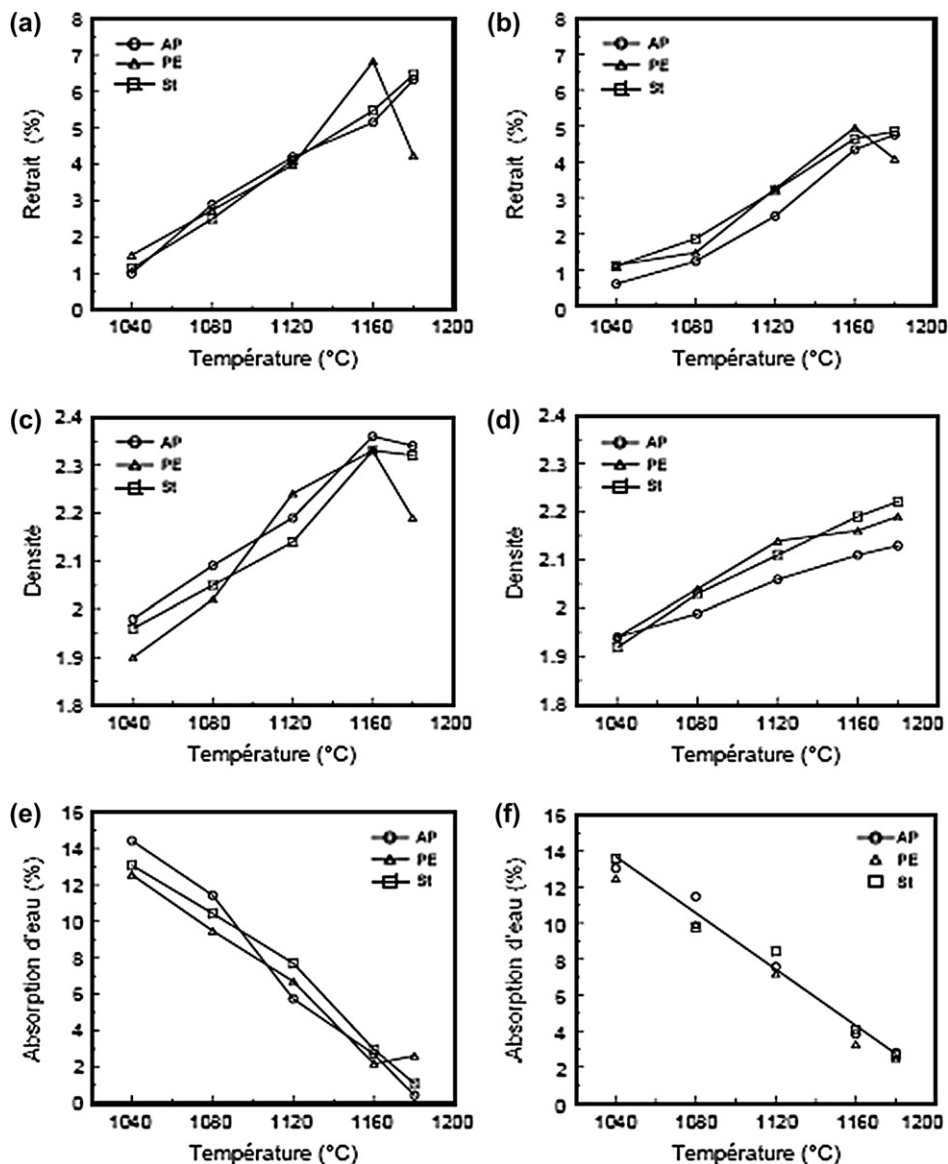 (a)
8
7
6
5
4
3
2
1
0
Retrait (%)
AP
PE
St
1040 1080 1120 1160 1200
Température (°C)
(b)
8
7
6
5
4
3
2
1
0
Retrait (%)
AP
PE
St
1040 1080 1120 1160 1200
Température (°C)
(c)
2.4
2.3
2.2
2.1
2
1.9
1.8
Densité
AP
PE
St
1040 1080 1120 1160 1200
Température (°C)
(d)
2.4
2.3
2.2
2.1
2
1.9
1.8
Densité
AP
PE
St
1040 1080 1120 1160 1200
Température (°C)
(e)
16
14
12
10
8
6
4
2
0
Absorption d'eau (%)
AP
PE
St
1040 1080 1120 1160 1200
Température (°C)
(f)
16
14
12
10
8
6
4
2
0
Absorption d'eau (%)
AP
PE
St
1040 1080 1120 1160 1200
Température (°C)